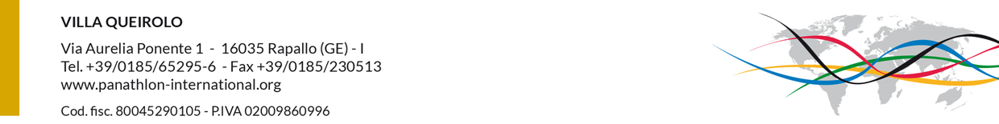 VILLA QUEIROLO
Via Aurelia Ponente 1 - 16035 Rapallo (GE) - I
Tel. +39/0185/65295-6 - Fax +39/0185/230513
www.panathlon-international.org
Cod. fisc. 80045290105 - P.IVA 02009860996